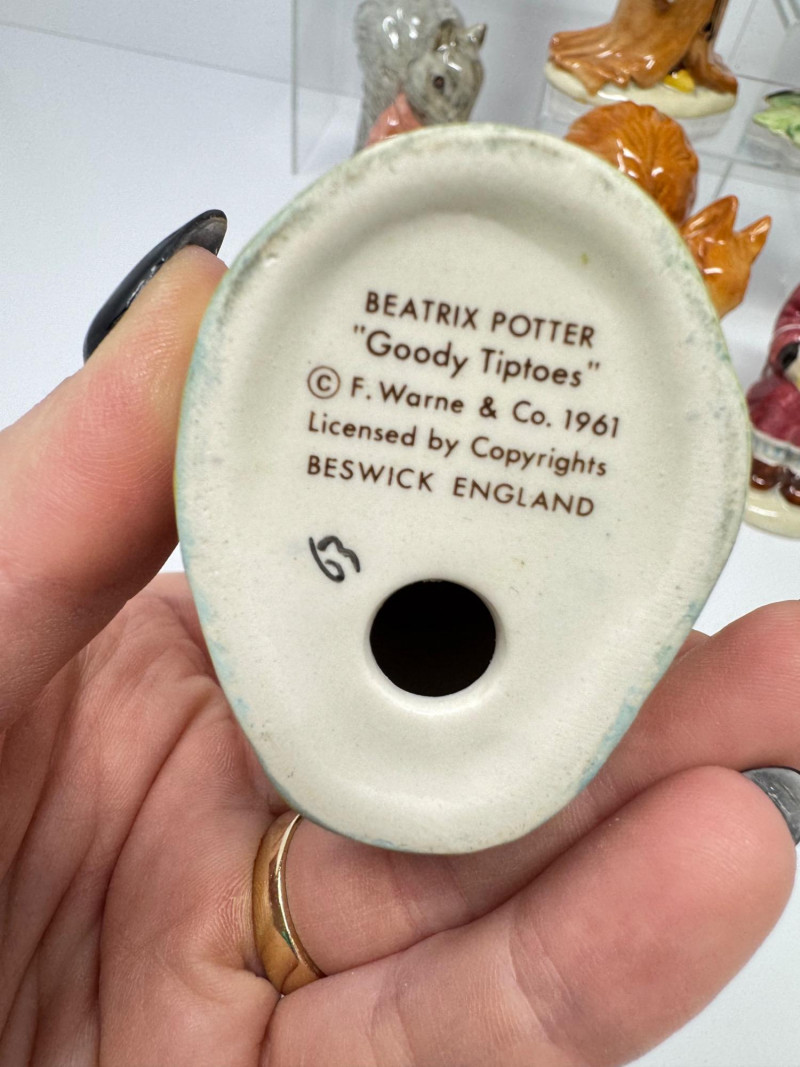 BEATRIX POTTER
"Goody Tiptoes"
© F. Warne & Co. 1961
Licensed by Copyrights
BESWICK ENGLAND
63